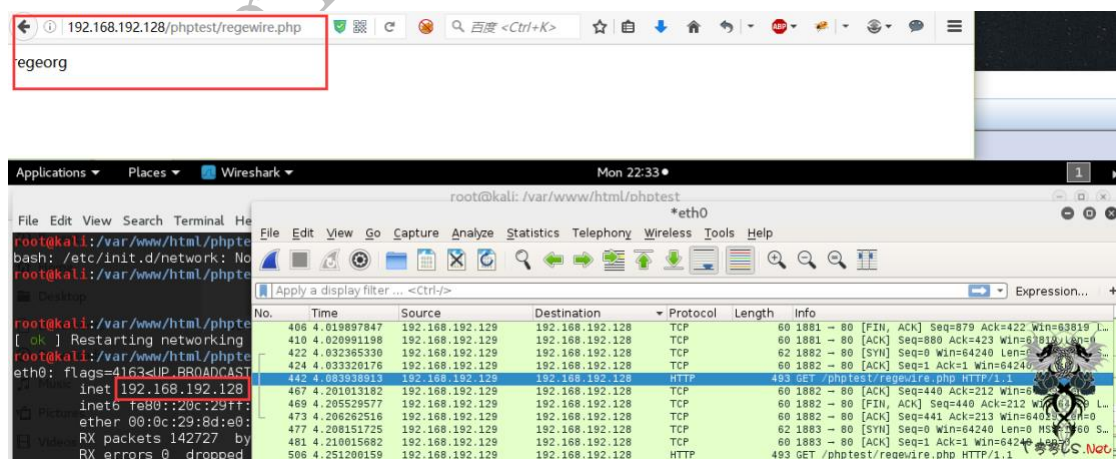 192.168.192.128/phptest/regewire.php
百度 <Ctrl+K>
ABP
regeorg
Applications Places Wireshark Mon 22:33 1
root@kali: /var/www/html/phptest
*eth0
File Edit View Search Terminal He
File Edit View Go Capture Analyze Statistics Telephony Wireless Tools Help
root@kali:/var/www/html/phpte
bash: /etc/init.d/network: No
root@kali:/var/www/html/phpte
Desktop
Apply a display filter ... <Ctrl-/> Expression... +
No. Time Source Destination Protocol Length Info
root@kali:/var/www/html/phpte
[ ok ] Restarting networking
root@kali:/var/www/html/phpte
eth0: flags=4163<UP,BROADCAST
Music
inet 192.168.192.128
inet6 fe80::20c:29ff:
ether 00:0c:29:8d:e0:
RX packets 142727 by
RX errors 0 dropped
406 4.019897847 192.168.192.129 192.168.192.128 TCP 60 1881 → 80 [FIN, ACK] Seq=879 Ack=422 Win=63819 L…
410 4.020991198 192.168.192.129 192.168.192.128 TCP 60 1881 → 80 [ACK] Seq=880 Ack=423 Win=63819 Len=0
422 4.032365330 192.168.192.129 192.168.192.128 TCP 62 1882 → 80 [SYN] Seq=0 Win=64240 Len=
424 4.033320176 192.168.192.129 192.168.192.128 TCP 60 1882 → 80 [ACK] Seq=1 Ack=1 Win=6424
442 4.083938913 192.168.192.129 192.168.192.128 HTTP 493 GET /phptest/regewire.php HTTP/1.1
467 4.201013182 192.168.192.129 192.168.192.128 TCP 60 1882 → 80 [ACK] Seq=440 Ack=212 Win=6
469 4.205529577 192.168.192.129 192.168.192.128 TCP 60 1882 → 80 [FIN, ACK] Seq=440 Ack=212
473 4.206262516 192.168.192.129 192.168.192.128 TCP 60 1882 → 80 [ACK] Seq=441 Ack=213 Win=64029 Len=0
477 4.208151725 192.168.192.129 192.168.192.128 TCP 62 1883 → 80 [SYN] Seq=0 Win=64240 Len=0 S…
481 4.210015682 192.168.192.129 192.168.192.128 TCP 60 1883 → 80 [ACK] Seq=1 Ack=1 Win=64240
506 4.251200159 192.168.192.129 192.168.192.128 HTTP 493 GET /phptest/regewire.php HTTP/1.1